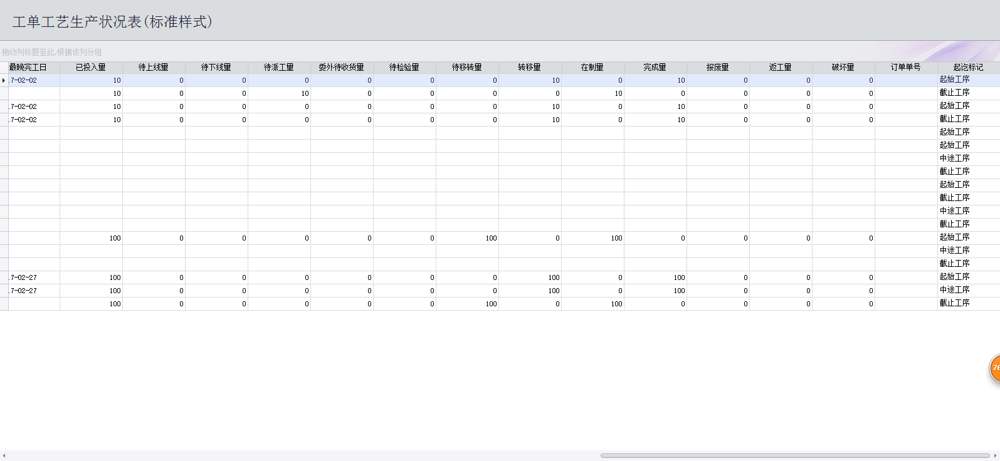 工单工艺生产状况表(标准样式)
拖动列标题至此,根据该列分组
最晚完工日 已投入量 待上线量 待下线量 待派工量 委外待收货量 待检验量 待移转量 转移量 在制量 完成量 报废量 返工量 破坏量 订单单号 起讫标记
.7-02-02 10 0 0 0 0 0 0 10 0 10 0 0 0 起始工序
10 0 0 10 0 0 0 0 10 0 0 0 0 截止工序
.7-02-02 10 0 0 0 0 0 0 10 0 10 0 0 0 起始工序
.7-02-02 10 0 0 0 0 0 0 10 0 10 0 0 0 截止工序
起始工序
起始工序
中途工序
截止工序
起始工序
截止工序
中途工序
截止工序
100 0 0 0 0 0 100 0 100 0 0 0 0 起始工序
中途工序
截止工序
.7-02-27 100 0 0 0 0 0 0 100 0 100 0 0 0 起始工序
.7-02-27 100 0 0 0 0 0 0 100 0 100 0 0 0 中途工序
100 0 0 0 0 0 100 0 100 0 0 0 0 截止工序
76